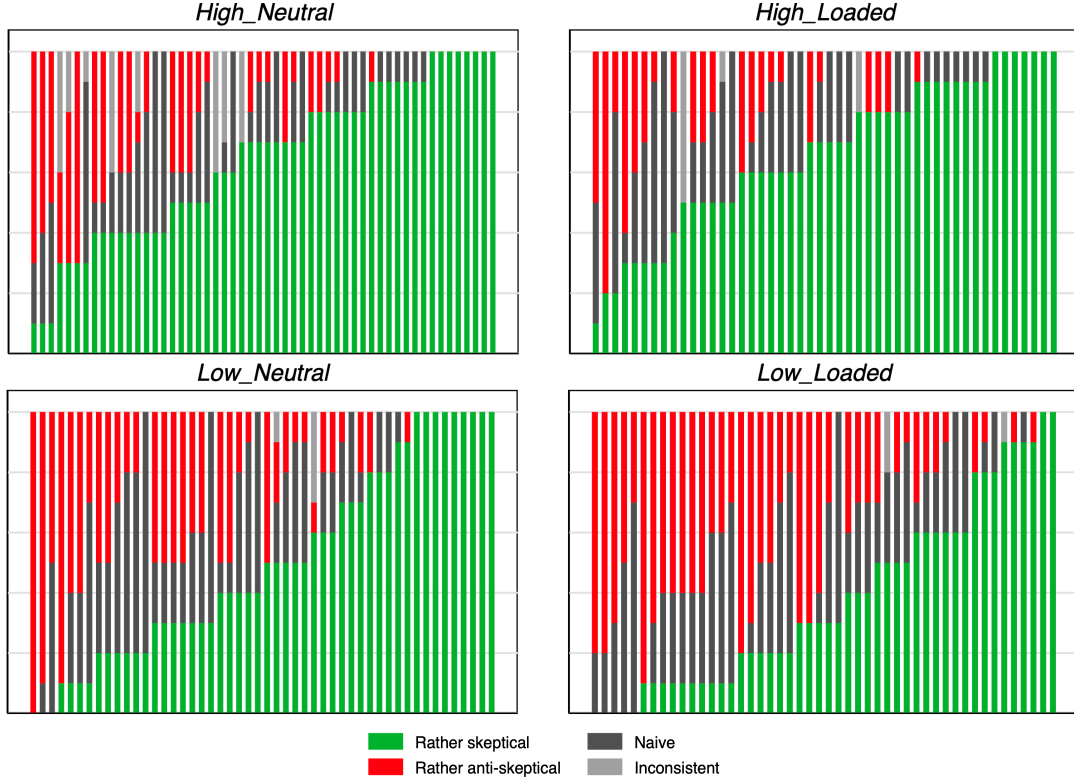 High_Neutral
High_Loaded
Low_Neutral
Low_Loaded
Rather skeptical
Naive
Rather anti-skeptical
Inconsistent